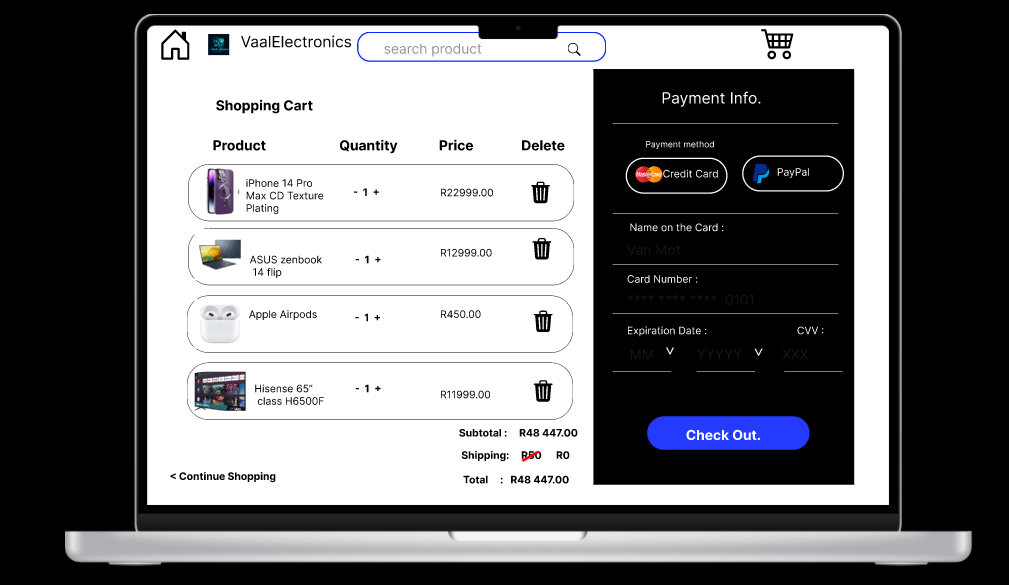 VaalElectronics
search product
Shopping Cart
Product Quantity Price Delete
iPhone 14 Pro
Max CD Texture
Plating
- 1 +
R22999.00
ASUS zenbook
14 flip
- 1 +
R12999.00
Apple Airpods
- 1 +
R450.00
Hisense 65”
class H6500F
- 1 +
R11999.00
Subtotal : R48 447.00
Shipping: R50 R0
Total : R48 447.00
< Continue Shopping
Payment Info.
Payment method
MasterCard Credit Card
PayPal
Name on the Card :
Van Mot
Card Number :
**** **** **** 0101
Expiration Date : CVV :
MM YYYYY XXX
Check Out.